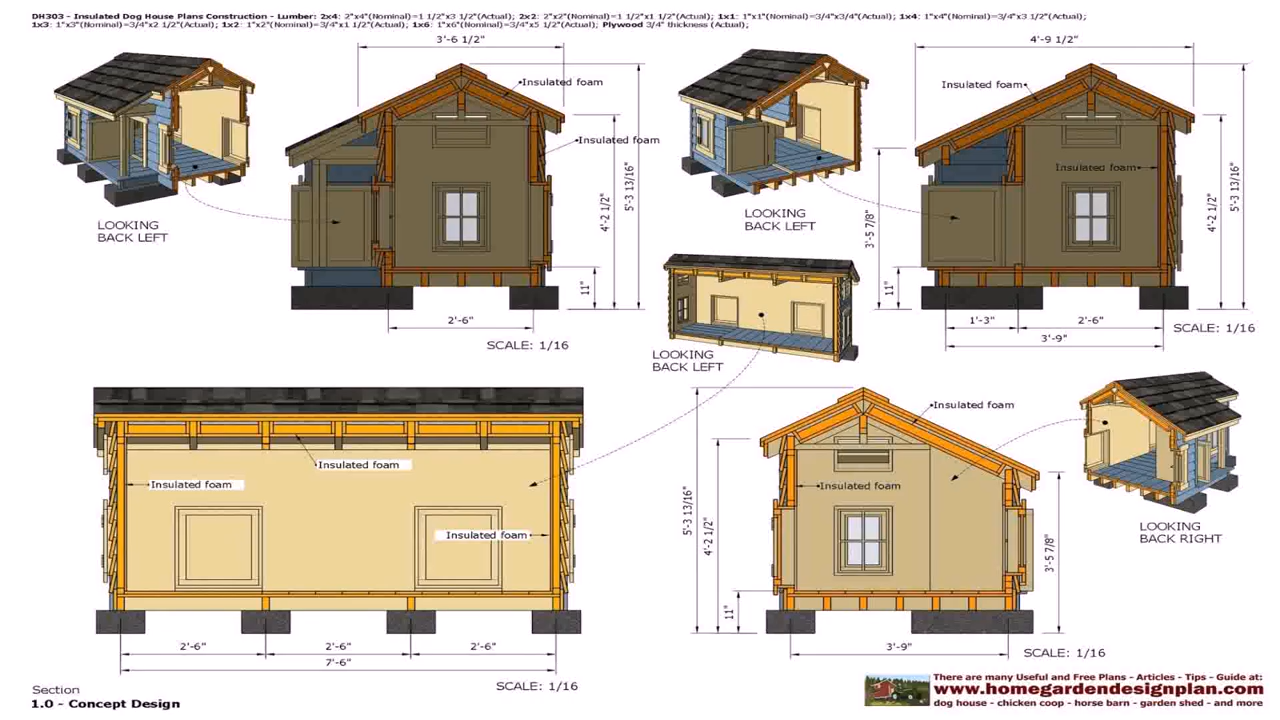 DH303 - Insulated Dog House Plans Construction - Lumber: 2x4: 2"x4"(Nominal)=1 1/2"x3 1/2"(Actual); 2x2: 2"x2"(Nominal)=1 1/2"x1 1/2"(Actual); 1x1: 1"x1"(Nominal)=3/4"x3/4"(Actual); 1x4: 1"x4"(Nominal)=3/4"x3 1/2"(Actual);
1x3: 1"x3"(Nominal)=3/4"x2 1/2"(Actual); 1x2: 1"x2"(Nominal)=3/4"x1 1/2"(Actual); 1x6: 1"x6"(Nominal)=3/4"x5 1/2"(Actual); Plywood 3/4" thickness (Actual);
3'-6 1/2"
Insulated foam
Insulated foam
4'-2 1/2"
5'-3 13/16"
11"
2'-6"
SCALE: 1/16
LOOKING
BACK LEFT
4'-9 1/2"
Insulated foam
Insulated foam
LOOKING
BACK LEFT
3'-5 7/8"
11"
4'-2 1/2"
5'-3 13/16"
1'-3"
2'-6"
3'-9"
SCALE: 1/16
LOOKING
BACK LEFT
Insulated foam
Insulated foam
Insulated foam
2'-6"
2'-6"
2'-6"
7'-6"
SCALE: 1/16
Insulated foam
Insulated foam
5'-3 13/16"
4'-2 1/2"
11"
3'-5 7/8"
3'-9"
SCALE: 1/16
LOOKING
BACK RIGHT
Section
1.0 - Concept Design
There are many Useful and Free Plans - Articles - Tips - Guide at:
www.homegardendesignplan.com
dog house - chicken coop - horse barn - garden shed - and more